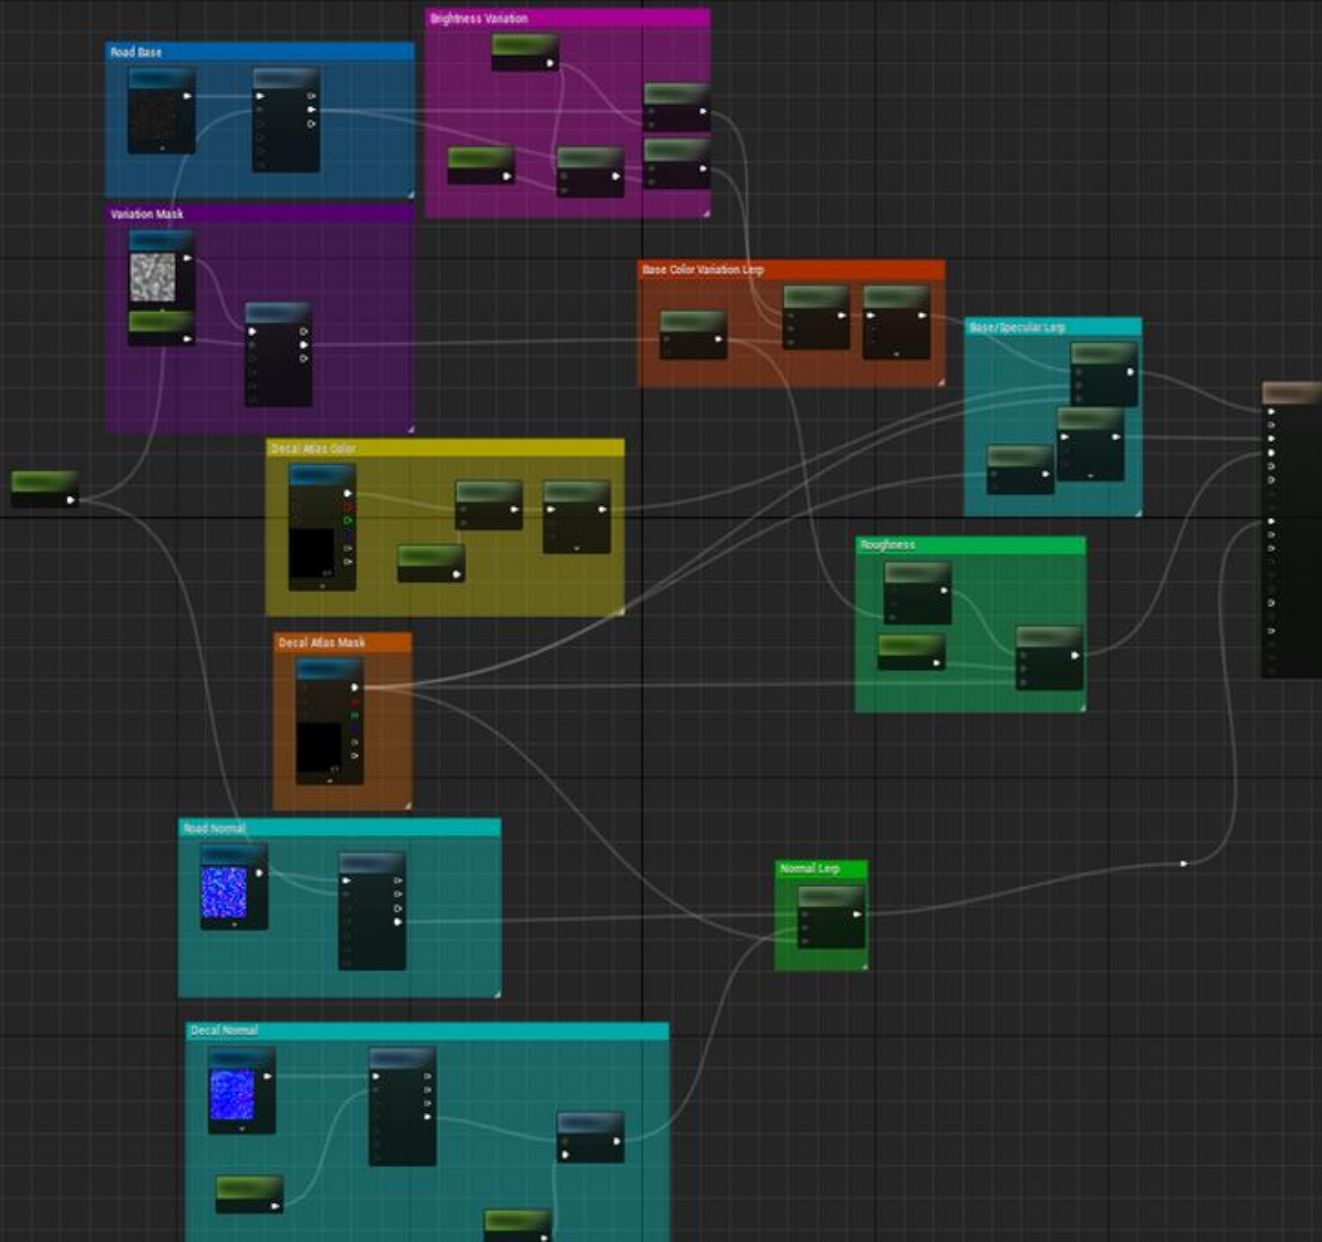 Brightness Variation
Road Base
Variation Mask
Base Color Variation Lerp
Base/Specular Lerp
Decal Atlas Color
Roughness
Decal Atlas Mask
Road Normal
Normal Lerp
Decal Normal